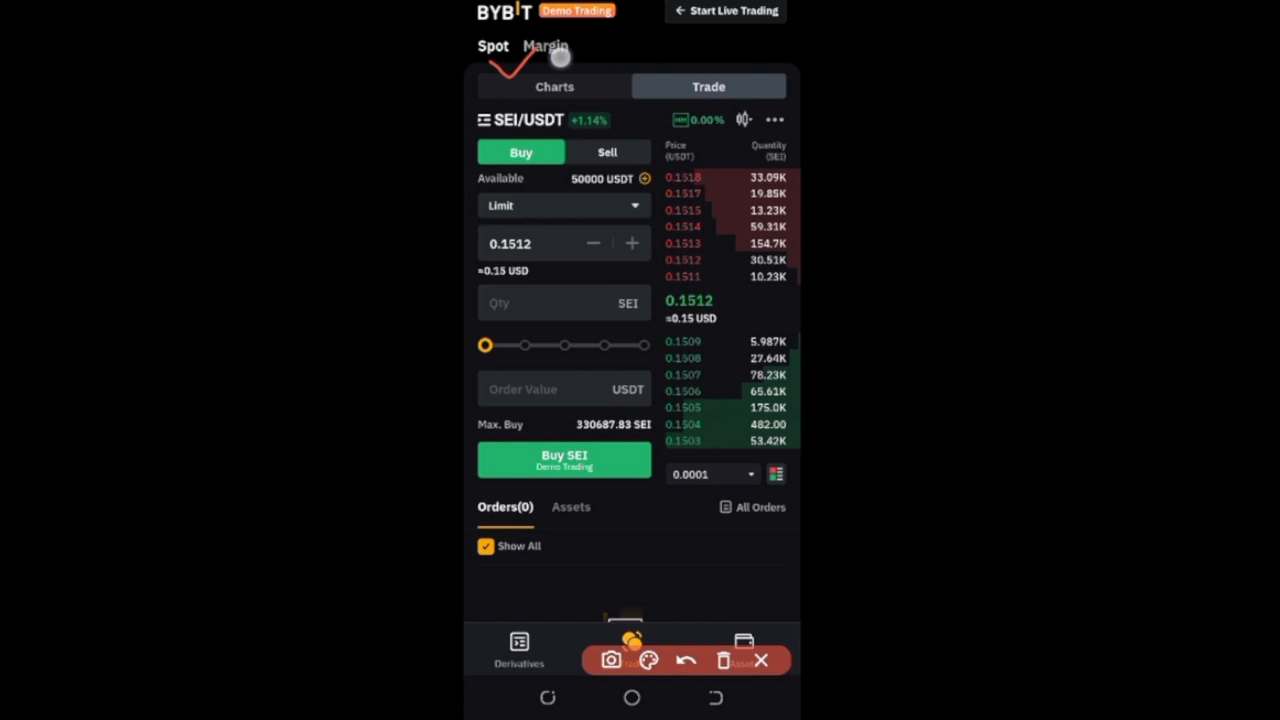 BYBIT Demo Trading ← Start Live Trading
Spot Margin
Charts Trade
SEI/USDT +1.14% MM 0.00%
Buy Sell
Price (USDT) Quantity (SEI)
Available 50000 USDT
Limit
0.1512
≈0.15 USD
Qty SEI
Order Value USDT
Max. Buy 330687.83 SEI
Buy SEI
Demo Trading
0.1518 33.09K
0.1517 19.85K
0.1515 13.23K
0.1514 59.31K
0.1513 154.7K
0.1512 30.51K
0.1511 10.23K
0.1512
≈0.15 USD
0.1509 5.987K
0.1508 27.64K
0.1507 78.23K
0.1506 65.61K
0.1505 175.0K
0.1504 482.00
0.1503 53.42K
0.0001
Orders(0) Assets All Orders
Show All
Derivatives